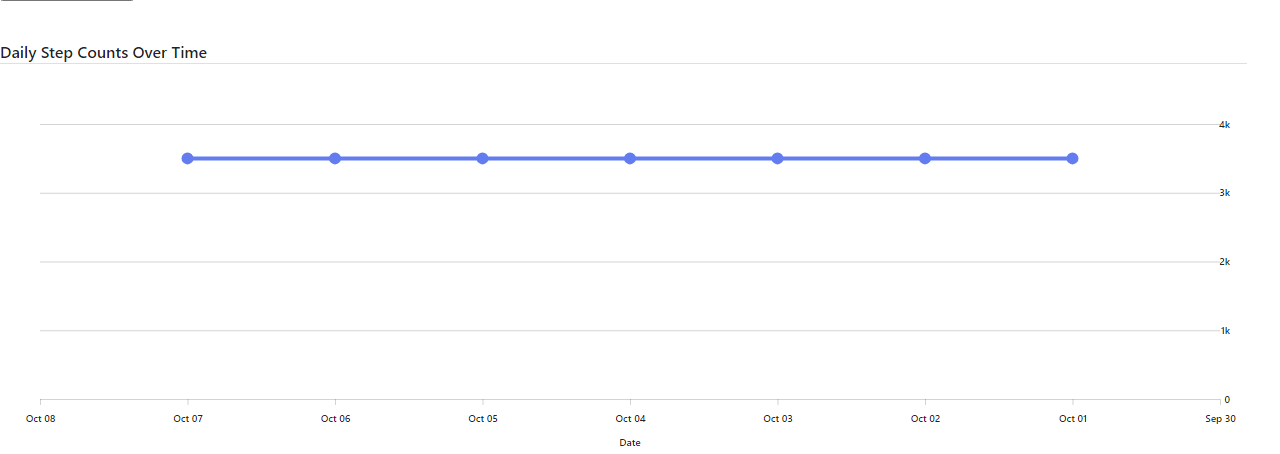 Daily Step Counts Over Time
4k
3k
2k
1k
0
Oct 08 Oct 07 Oct 06 Oct 05 Oct 04 Oct 03 Oct 02 Oct 01 Sep 30
Date